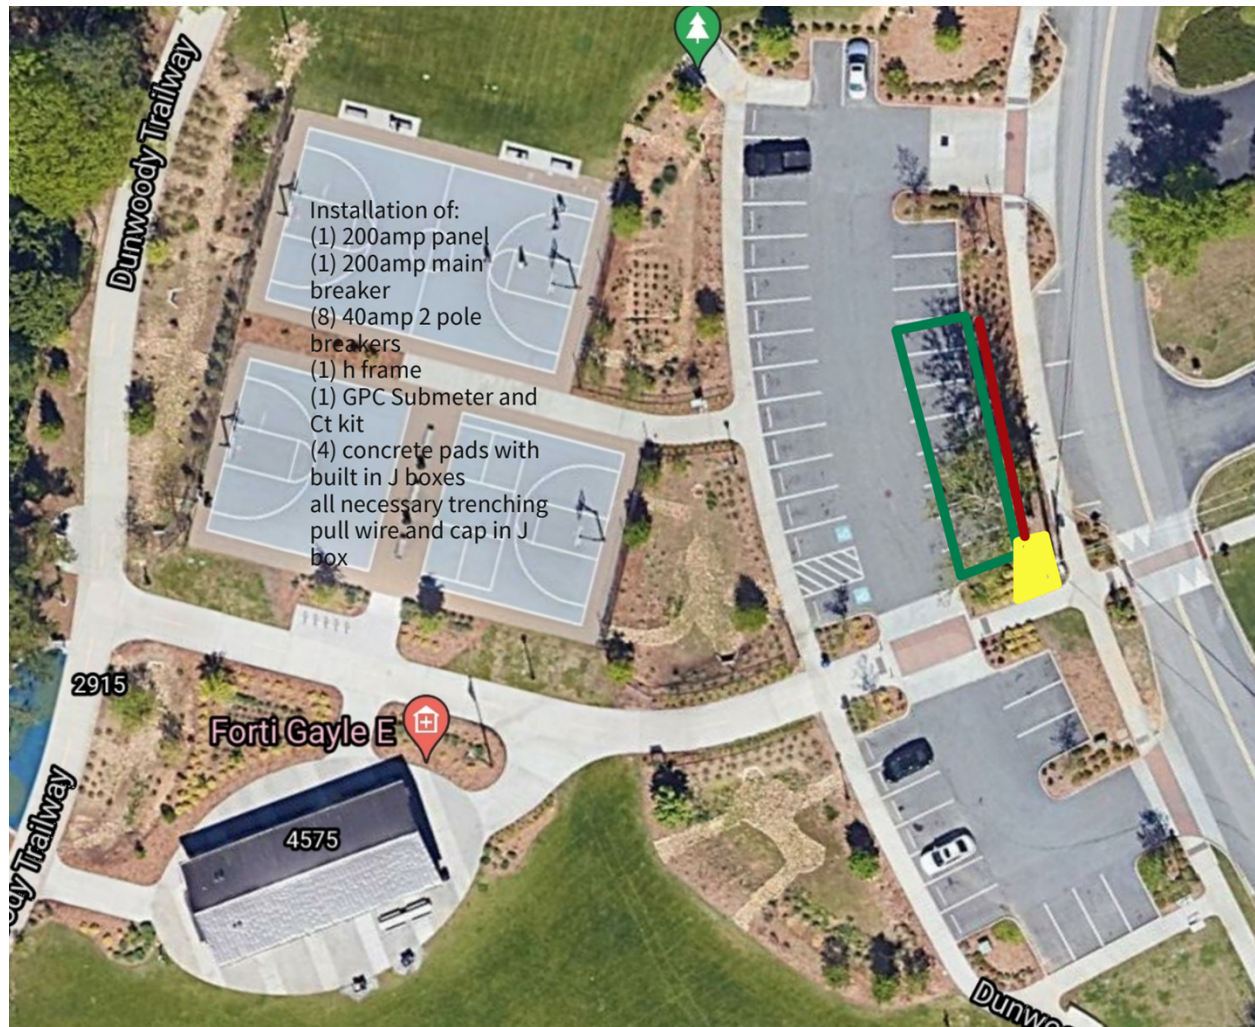 Dunwoody Trailway
Installation of:
(1) 200amp panel
(1) 200amp main
breaker
(8) 40amp 2 pole
breakers
(1) h frame
(1) GPC Submeter and
Ct kit
(4) concrete pads with
built in J boxes
all necessary trenching
pull wire and cap in J
box
2915
Forti Gayle E
4575
dy Trailway
Dunwoo